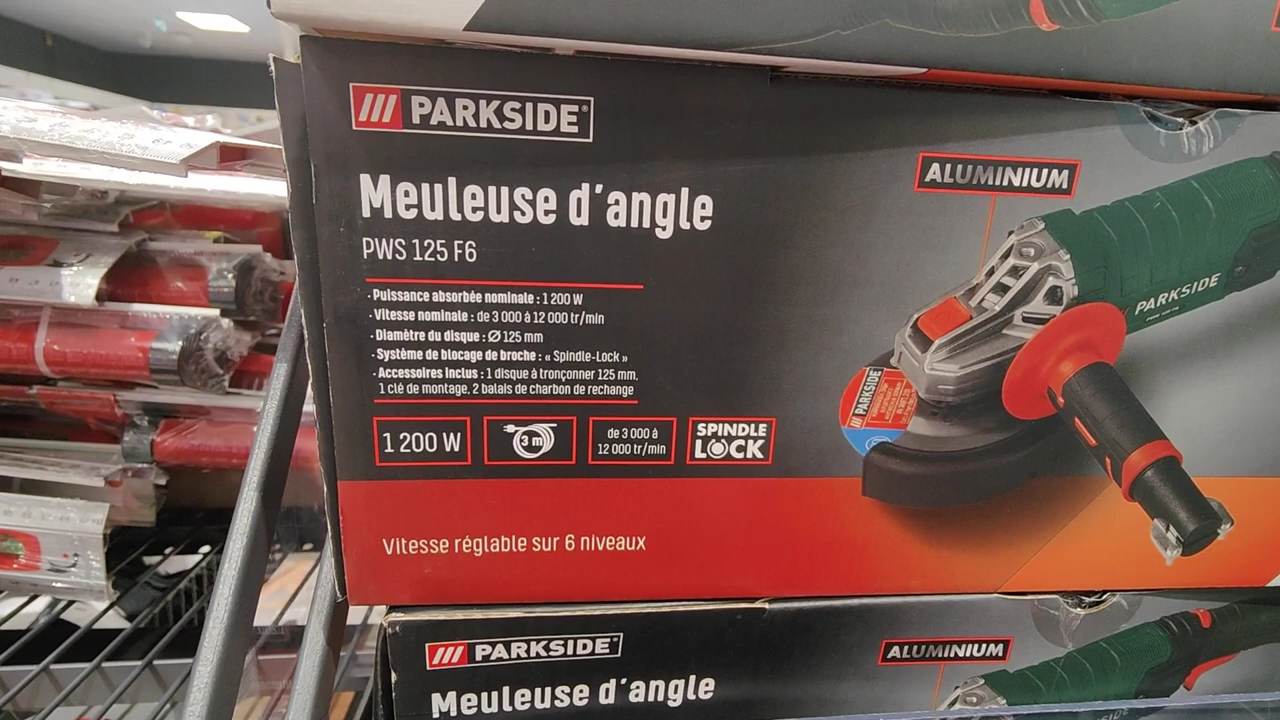 PARKSIDE®
Meuleuse d'angle
PWS 125 F6
ALUMINIUM
· Puissance absorbée nominale : 1 200 W
· Vitesse nominale : de 3 000 à 12 000 tr/min
· Diamètre du disque : Ø 125 mm
· Système de blocage de broche : « Spindle-Lock »
· Accessoires inclus : 1 disque à tronçonner 125 mm,
1 clé de montage, 2 balais de charbon de rechange
1 200 W
3 m
de 3 000 à
12 000 tr/min
SPINDLE
LOCK
PARKSIDE
PARKSIDE
Vitesse réglable sur 6 niveaux
PARKSIDE®
Meuleuse d'angle
ALUMINIUM